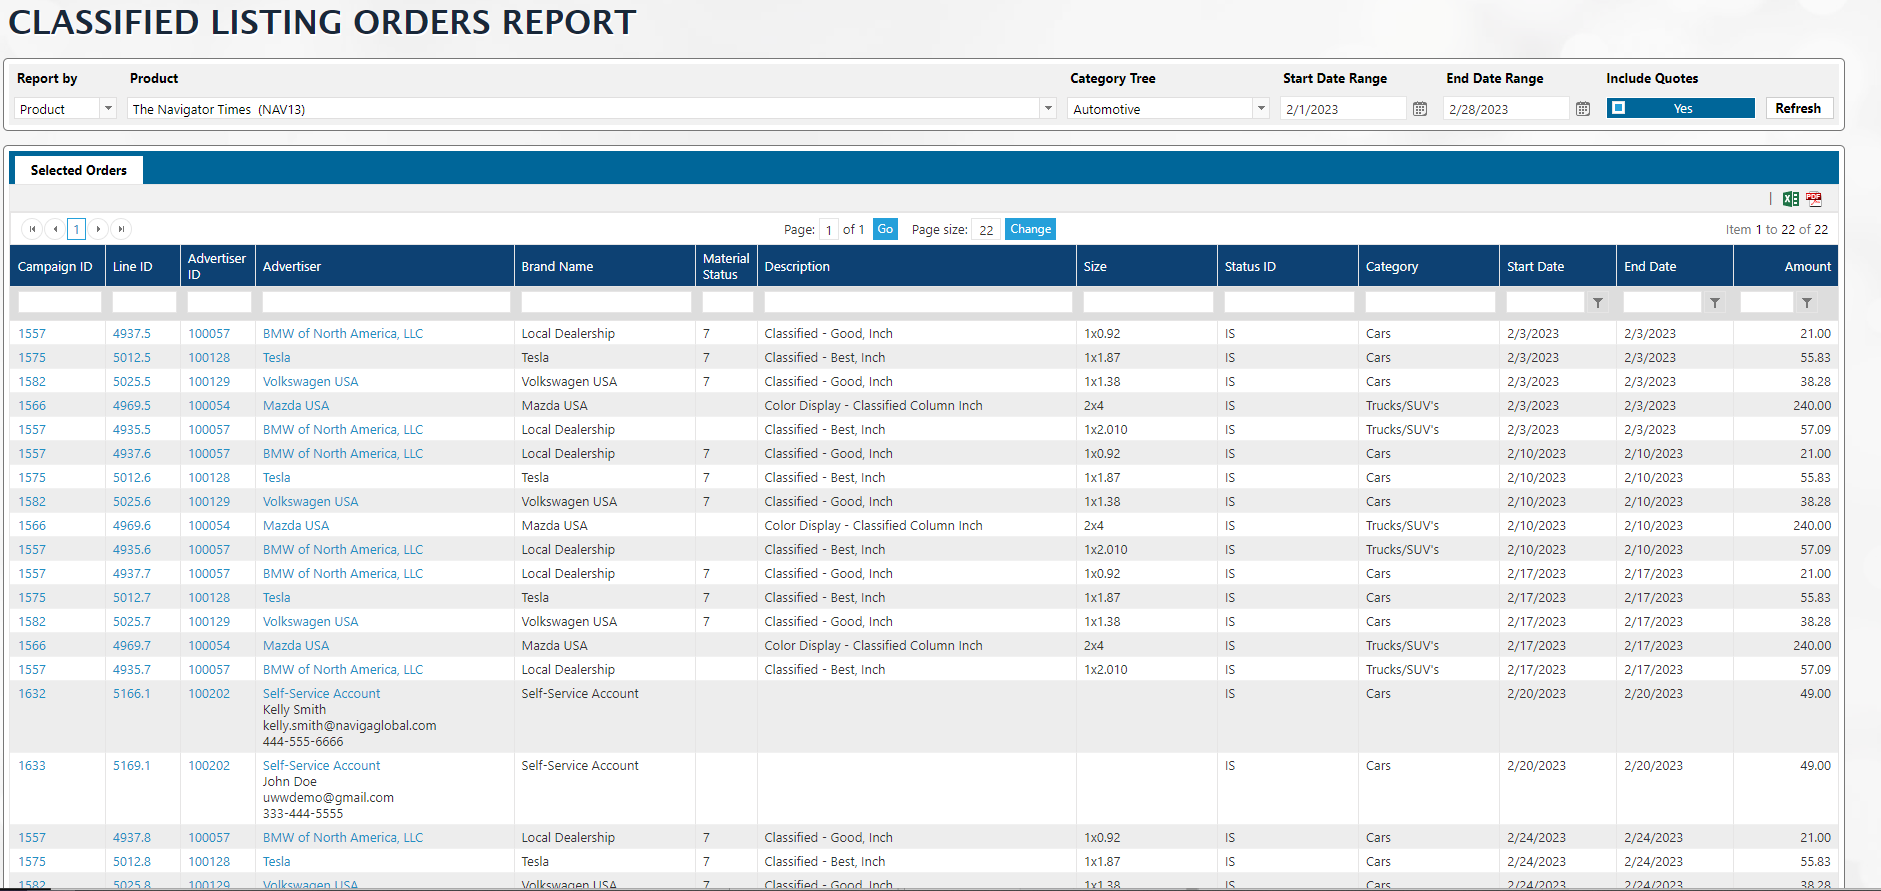 CLASSIFIED LISTING ORDERS REPORT
Report by Product Category Tree Start Date Range End Date Range Include Quotes
Product The Navigator Times (NAV13) Automotive 2/1/2023 2/28/2023 Yes Refresh
Selected Orders
1 Page: 1 of 1 Go Page size: 22 Change Item 1 to 22 of 22
Campaign ID Line ID Advertiser ID Advertiser Brand Name Material Status Description Size Status ID Category Start Date End Date Amount
1557 4937.5 100057 BMW of North America, LLC Local Dealership 7 Classified - Good, Inch 1x0.92 IS Cars 2/3/2023 2/3/2023 21.00
1575 5012.5 100128 Tesla Tesla 7 Classified - Best, Inch 1x1.87 IS Cars 2/3/2023 2/3/2023 55.83
1582 5025.5 100129 Volkswagen USA Volkswagen USA 7 Classified - Good, Inch 1x1.38 IS Cars 2/3/2023 2/3/2023 38.28
1566 4969.5 100054 Mazda USA Mazda USA Color Display - Classified Column Inch 2x4 IS Trucks/SUV's 2/3/2023 2/3/2023 240.00
1557 4935.5 100057 BMW of North America, LLC Local Dealership Classified - Best, Inch 1x2.010 IS Trucks/SUV's 2/3/2023 2/3/2023 57.09
1557 4937.6 100057 BMW of North America, LLC Local Dealership 7 Classified - Good, Inch 1x0.92 IS Cars 2/10/2023 2/10/2023 21.00
1575 5012.6 100128 Tesla Tesla 7 Classified - Best, Inch 1x1.87 IS Cars 2/10/2023 2/10/2023 55.83
1582 5025.6 100129 Volkswagen USA Volkswagen USA 7 Classified - Good, Inch 1x1.38 IS Cars 2/10/2023 2/10/2023 38.28
1566 4969.6 100054 Mazda USA Mazda USA Color Display - Classified Column Inch 2x4 IS Trucks/SUV's 2/10/2023 2/10/2023 240.00
1557 4935.6 100057 BMW of North America, LLC Local Dealership Classified - Best, Inch 1x2.010 IS Trucks/SUV's 2/10/2023 2/10/2023 57.09
1557 4937.7 100057 BMW of North America, LLC Local Dealership 7 Classified - Good, Inch 1x0.92 IS Cars 2/17/2023 2/17/2023 21.00
1575 5012.7 100128 Tesla Tesla 7 Classified - Best, Inch 1x1.87 IS Cars 2/17/2023 2/17/2023 55.83
1582 5025.7 100129 Volkswagen USA Volkswagen USA 7 Classified - Good, Inch 1x1.38 IS Cars 2/17/2023 2/17/2023 38.28
1566 4969.7 100054 Mazda USA Mazda USA Color Display - Classified Column Inch 2x4 IS Trucks/SUV's 2/17/2023 2/17/2023 240.00
1557 4935.7 100057 BMW of North America, LLC Local Dealership Classified - Best, Inch 1x2.010 IS Trucks/SUV's 2/17/2023 2/17/2023 57.09
1632 5166.1 100202 Self-Service Account Self-Service Account IS Cars 2/20/2023 2/20/2023 49.00
Kelly Smith
kelly.smith@navigaglobal.com
444-555-6666
1633 5169.1 100202 Self-Service Account Self-Service Account IS Cars 2/20/2023 2/20/2023 49.00
John Doe
uwwdemo@gmail.com
333-444-5555
1557 4937.8 100057 BMW of North America, LLC Local Dealership 7 Classified - Good, Inch 1x0.92 IS Cars 2/24/2023 2/24/2023 21.00
1575 5012.8 100128 Tesla Tesla 7 Classified - Best, Inch 1x1.87 IS Cars 2/24/2023 2/24/2023 55.83
1582 5025.8 100129 Volkswagen USA Volkswagen USA 7 Classified - Good, Inch 1x1.38 IS Cars 2/24/2023 2/24/2023 38.28